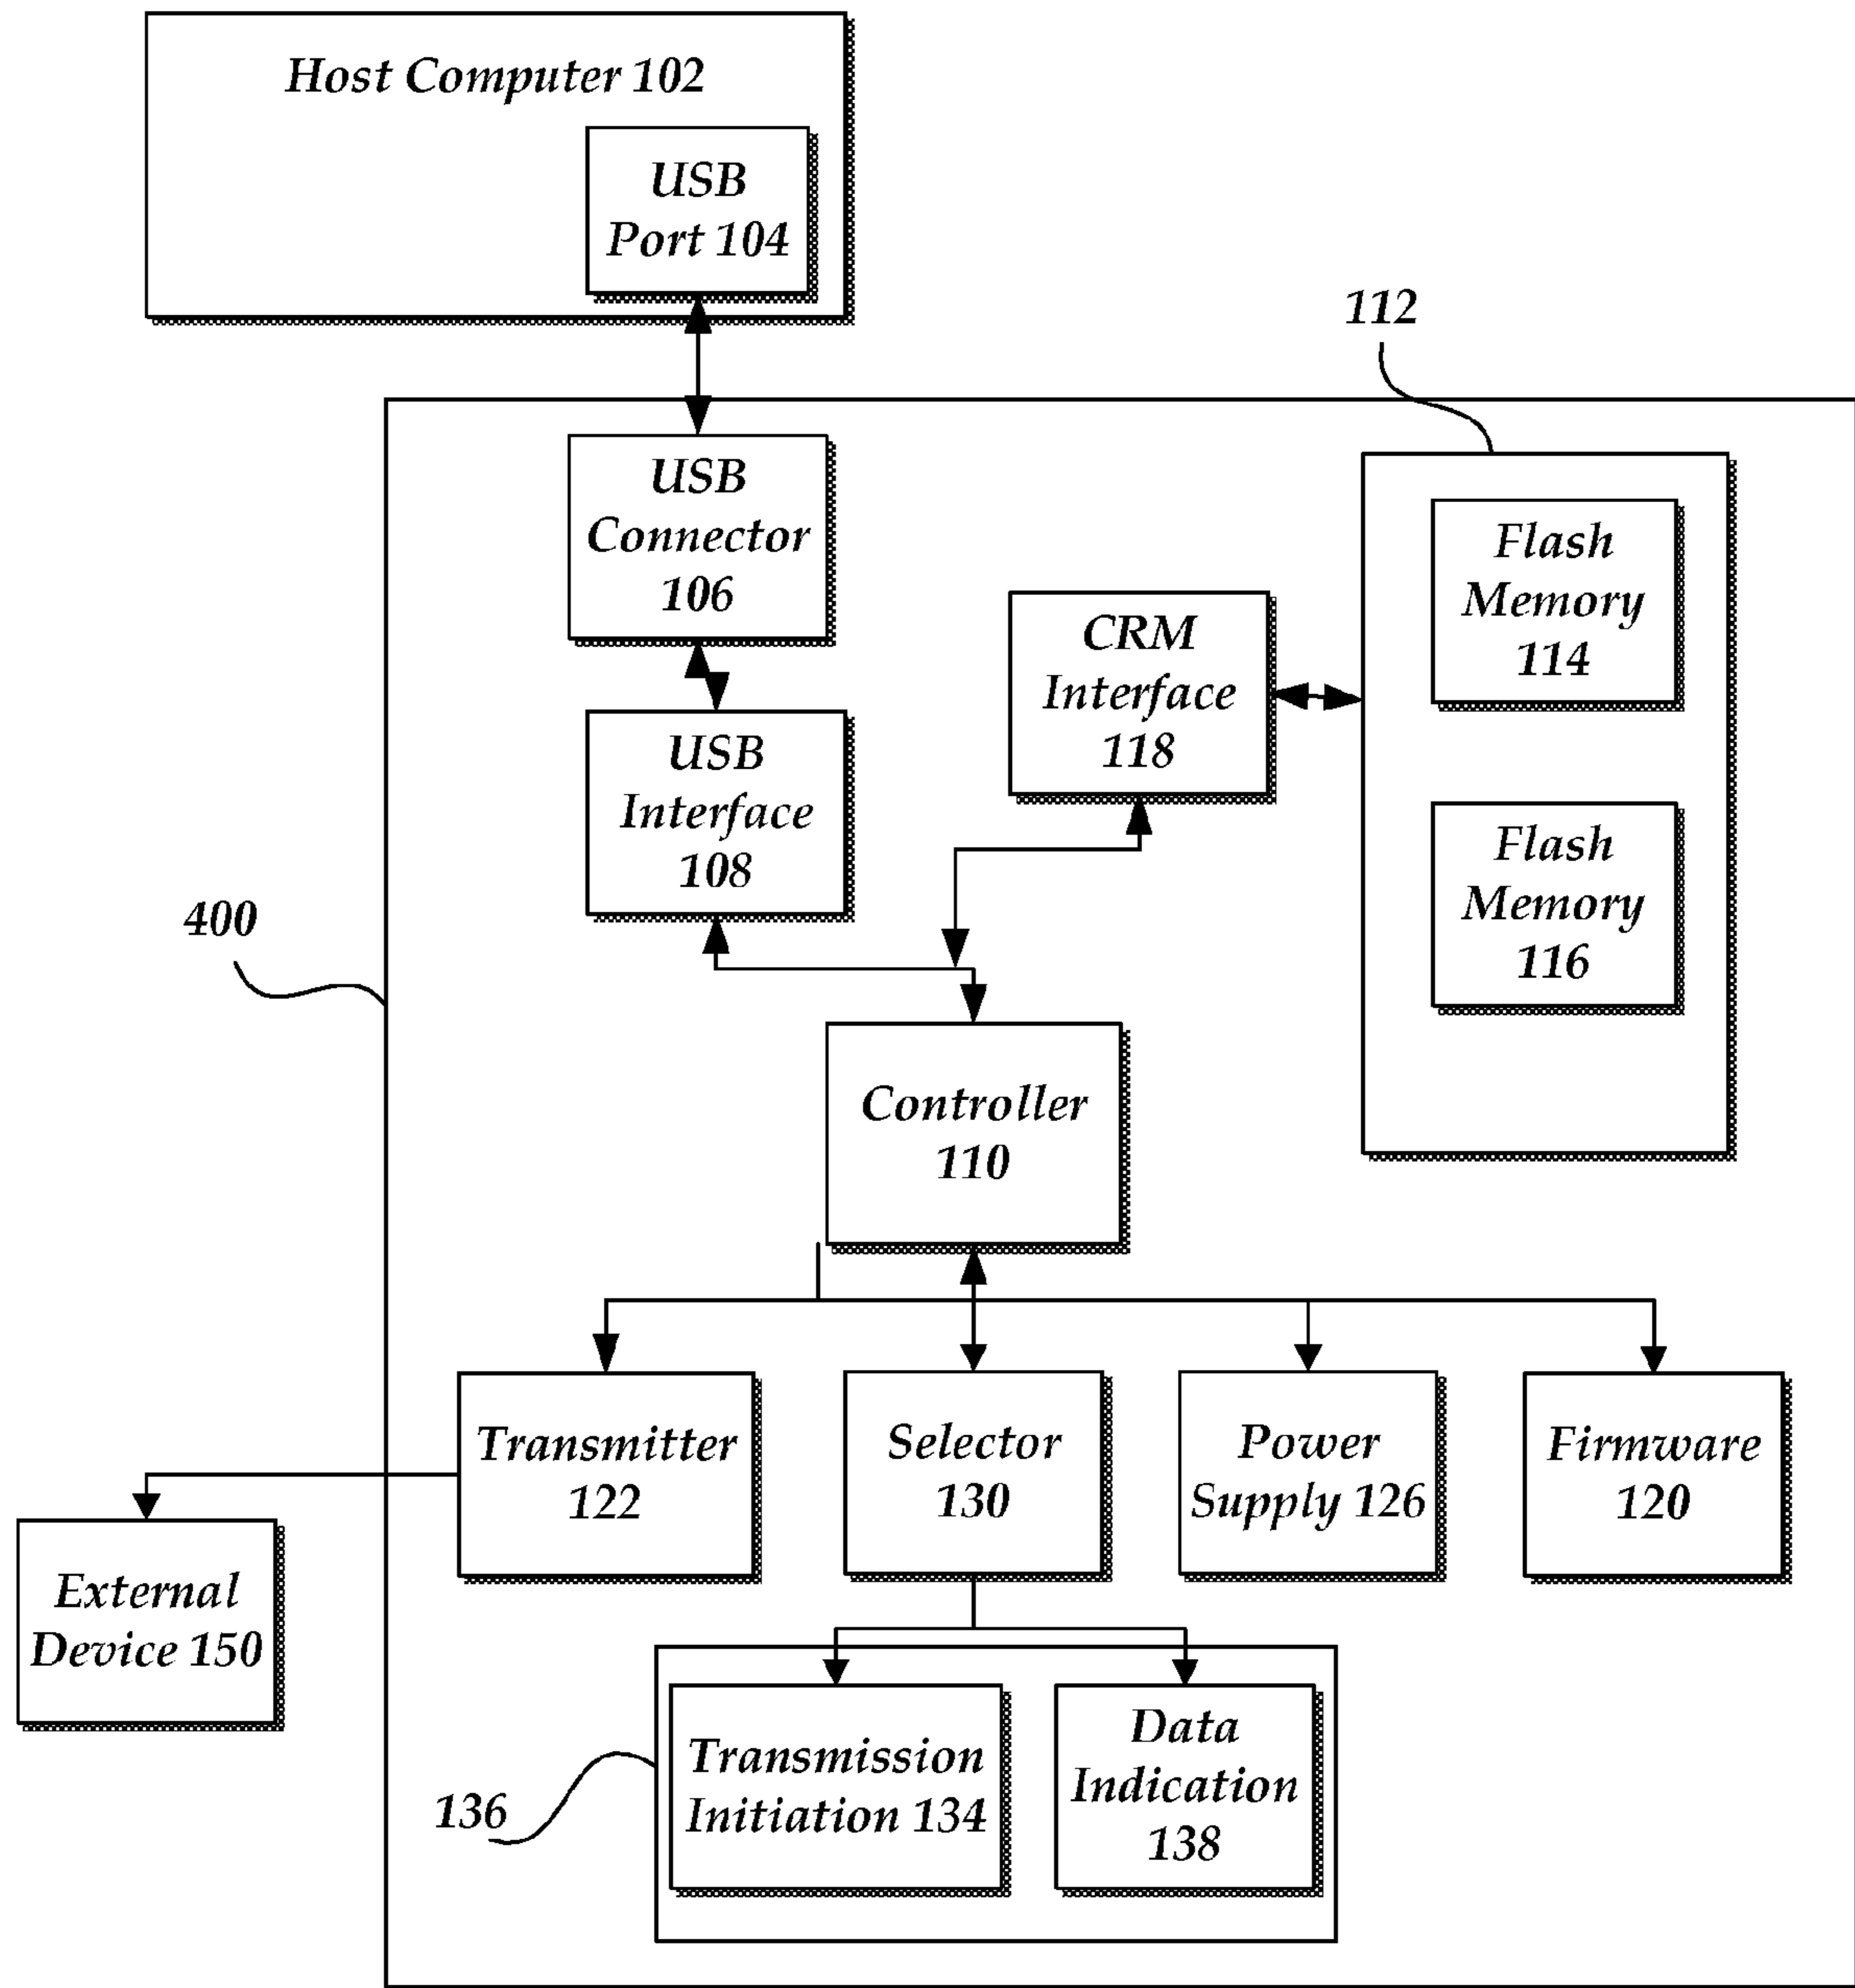 Host Computer 102
USB
Port 104
112
USB
Connector
106
Flash
Memory
114
CRM
Interface
118
USB
Interface
108
Flash
Memory
116
400
Controller
110
Transmitter
122
Selector
130
Power
Supply 126
Firmware
120
External
Device 150
136
Transmission
Initiation 134
Data
Indication
138